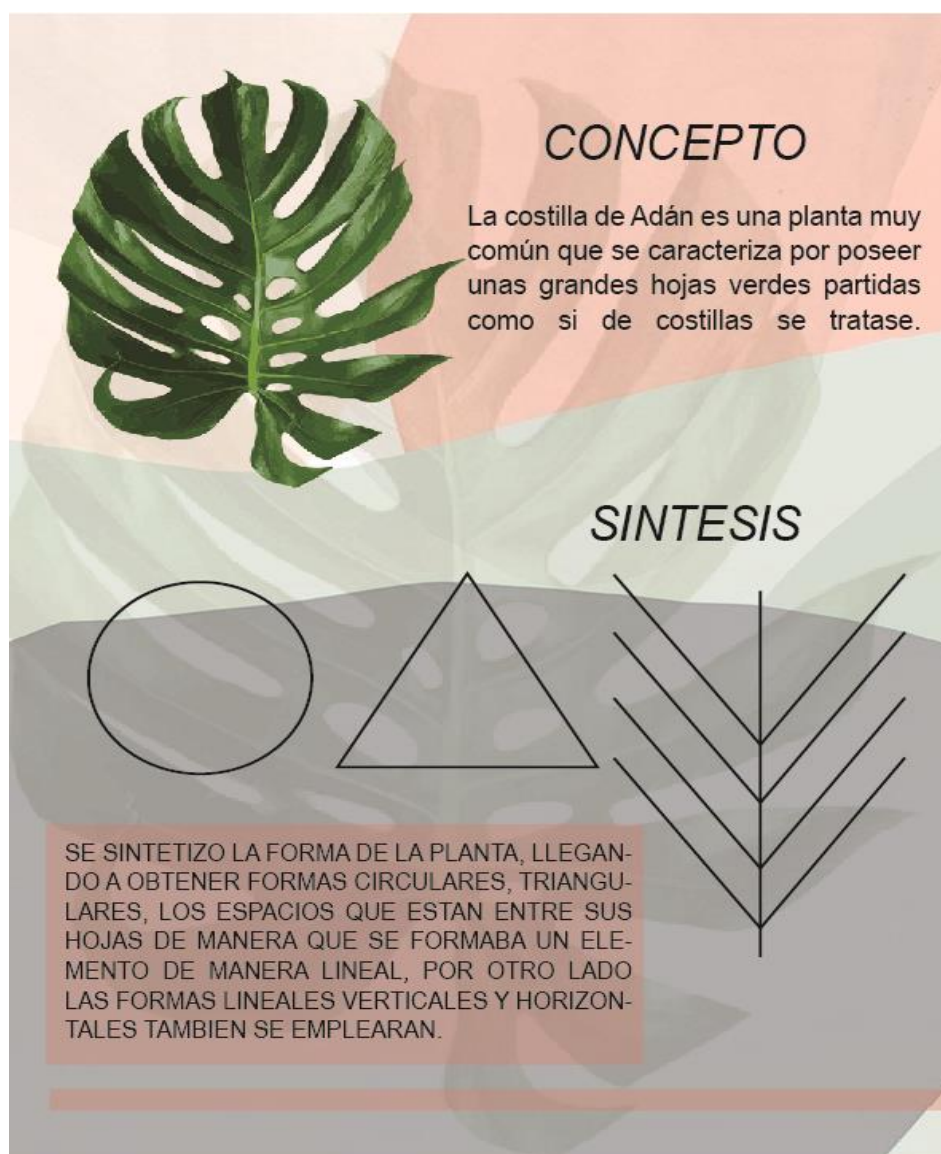 CONCEPTO
La costilla de Adán es una planta muy
común que se caracteriza por poseer
unas grandes hojas verdes partidas
como si de costillas se tratase.
SINTESIS
SE SINTETIZO LA FORMA DE LA PLANTA, LLEGAN-
DO A OBTENER FORMAS CIRCULARES, TRIANGU-
LARES, LOS ESPACIOS QUE ESTAN ENTRE SUS
HOJAS DE MANERA QUE SE FORMABA UN ELE-
MENTO DE MANERA LINEAL, POR OTRO LADO
LAS FORMAS LINEALES VERTICALES Y HORIZON-
TALES TAMBIEN SE EMPLEARAN.